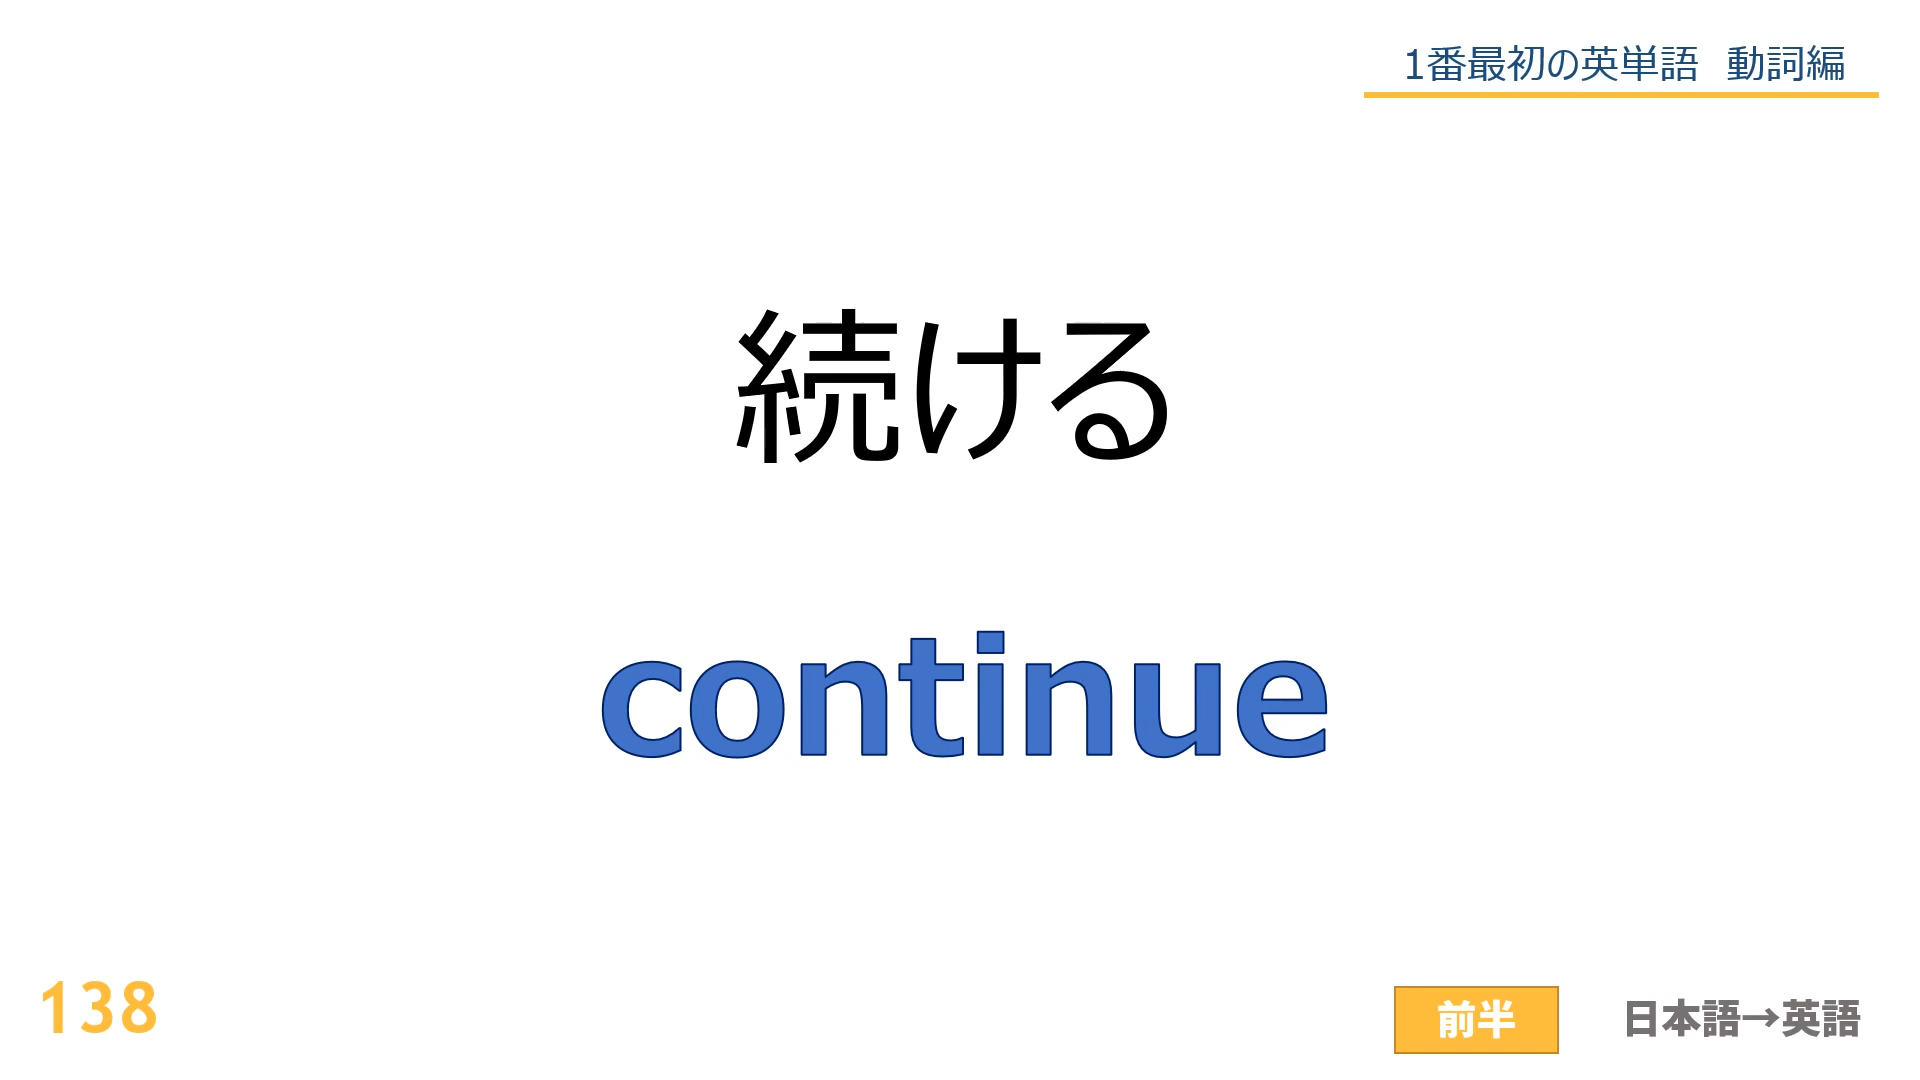 1番最初の英単語　動詞編
続ける
continue
138
前半
日本語→英語